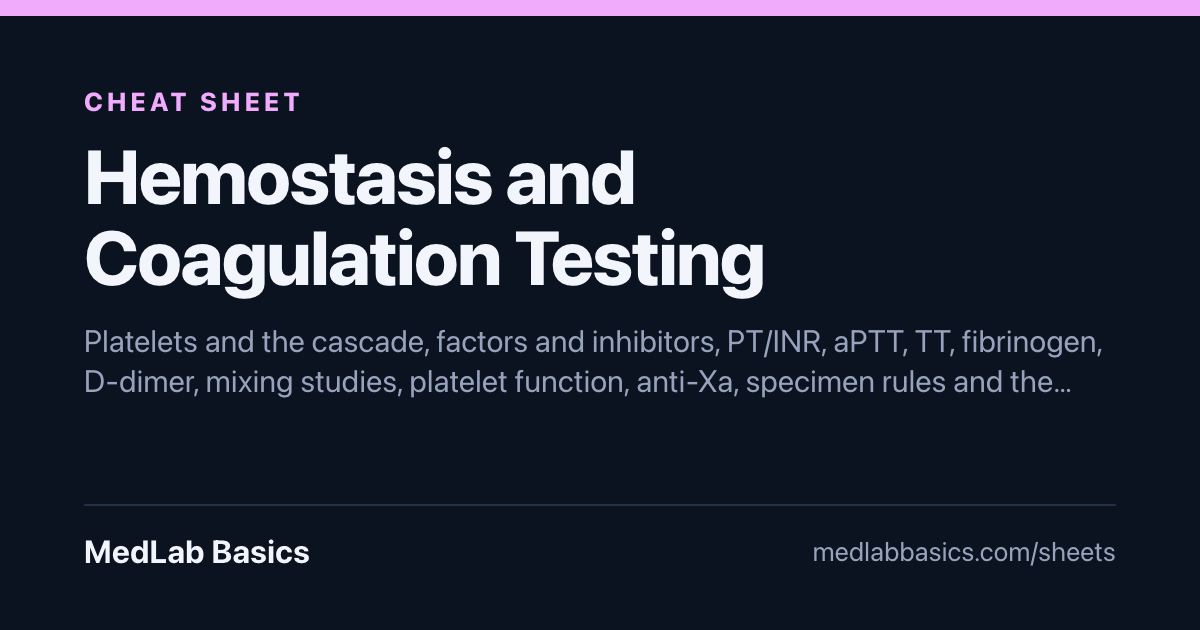 CHEAT SHEET
Hemostasis and
Coagulation Testing
Platelets and the cascade, factors and inhibitors, PT/INR, aPTT, TT, fibrinogen,
D-dimer, mixing studies, platelet function, anti-Xa, specimen rules and the...
MedLab Basics
medlabbasics.com/sheets